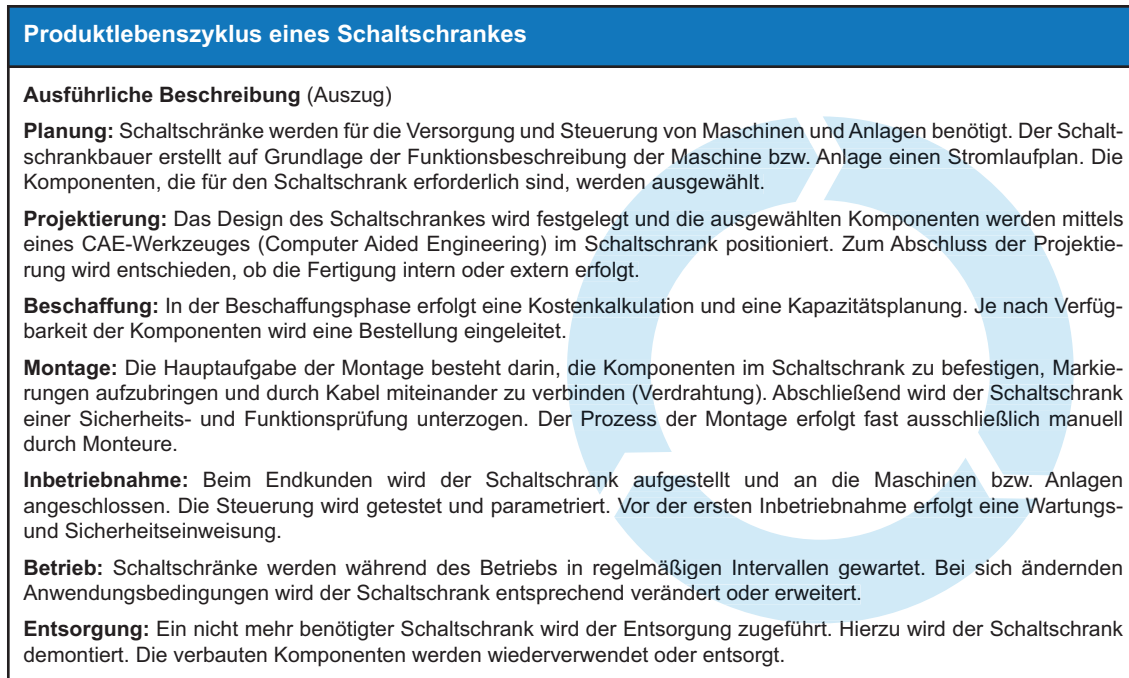 Produktlebenszyklus eines Schaltschrankes
Ausführliche Beschreibung (Auszug)
Planung: Schaltschränke werden für die Versorgung und Steuerung von Maschinen und Anlagen benötigt. Der Schalt-
schrankbauer erstellt auf Grundlage der Funktionsbeschreibung der Maschine bzw. Anlage einen Stromlaufplan. Die
Komponenten, die für den Schaltschrank erforderlich sind, werden ausgewählt.
Projektierung: Das Design des Schaltschrankes wird festgelegt und die ausgewählten Komponenten werden mittels
eines CAE-Werkzeuges (Computer Aided Engineering) im Schaltschrank positioniert. Zum Abschluss der Projektie-
rung wird entschieden, ob die Fertigung intern oder extern erfolgt.
Beschaffung: In der Beschaffungsphase erfolgt eine Kostenkalkulation und eine Kapazitätsplanung. Je nach Verfüg-
barkeit der Komponenten wird eine Bestellung eingeleitet.
Montage: Die Hauptaufgabe der Montage besteht darin, die Komponenten im Schaltschrank zu befestigen, Markie-
rungen aufzubringen und durch Kabel miteinander zu verbinden (Verdrahtung). Abschließend wird der Schaltschrank
einer Sicherheits- und Funktionsprüfung unterzogen. Der Prozess der Montage erfolgt fast ausschließlich manuell
durch Monteure.
Inbetriebnahme: Beim Endkunden wird der Schaltschrank aufgestellt und an die Maschinen bzw. Anlagen
angeschlossen. Die Steuerung wird getestet und parametriert. Vor der ersten Inbetriebnahme erfolgt eine Wartungs-
und Sicherheitseinweisung.
Betrieb: Schaltschränke werden während des Betriebs in regelmäßigen Intervallen gewartet. Bei sich ändernden
Anwendungsbedingungen wird der Schaltschrank entsprechend verändert oder erweitert.
Entsorgung: Ein nicht mehr benötigter Schaltschrank wird der Entsorgung zugeführt. Hierzu wird der Schaltschrank
demontiert. Die verbauten Komponenten werden wiederverwendet oder entsorgt.